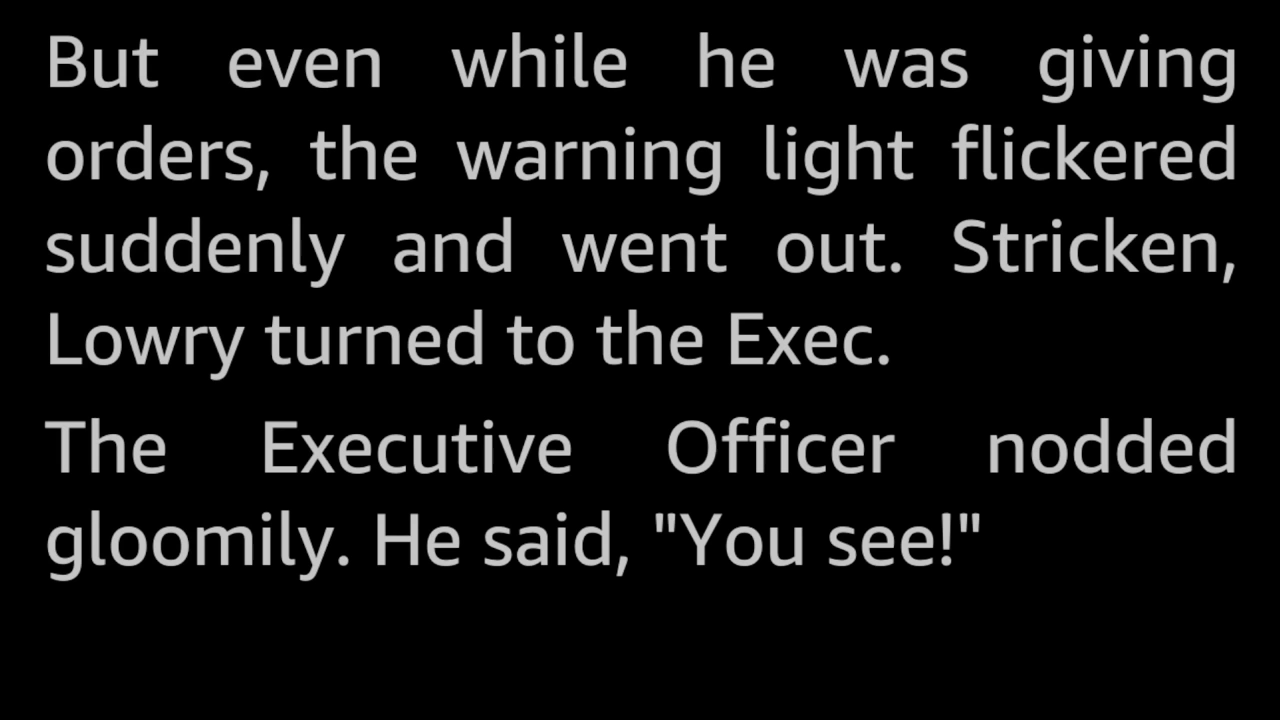 But even while he was giving
orders, the warning light flickered
suddenly and went out. Stricken,
Lowry turned to the Exec.
The Executive Officer nodded
gloomily. He said, "You see!"